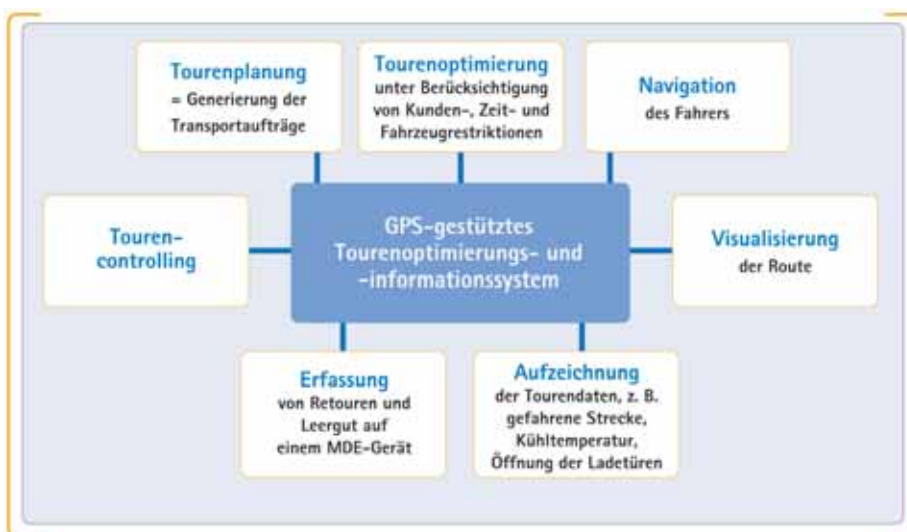 Tourenplanung
= Generierung der
Transportaufträge
Tourenoptimierung
unter Berücksichtigung
von Kunden-, Zeit- und
Fahrzeugrestriktionen
Navigation
des Fahrers
Touren-
controlling
GPS-gestütztes
Tourenoptimierungs- und
-informationssystem
Visualisierung
der Route
Erfassung
von Retouren und
Leergut auf
einem MDE-Gerät
Aufzeichnung
der Tourendaten, z. B.
gefahrene Strecke,
Kühltemperatur,
Öffnung der Ladetüren